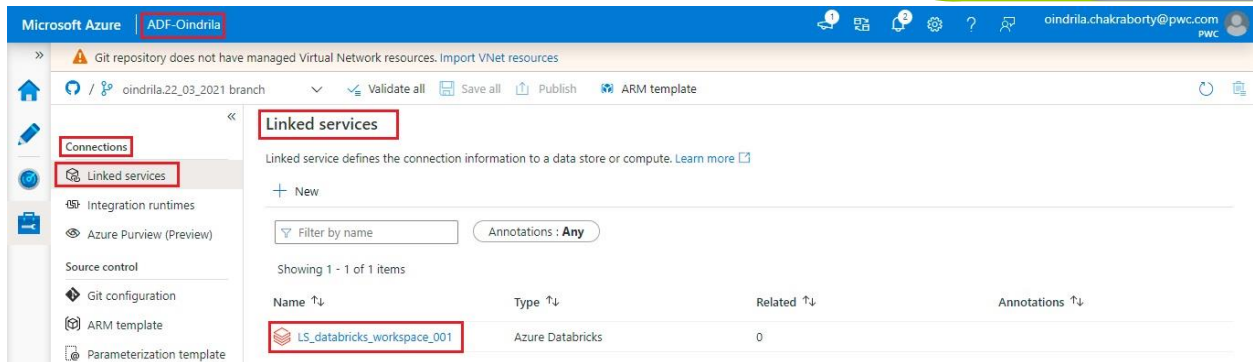 Microsoft Azure ADF-Oindrila 1 2 oindrila.chakraborty@pwc.com
PWC
Git repository does not have managed Virtual Network resources. Import VNet resources
/ oindrila.22_03_2021 branch Validate all Save all Publish ARM template
Connections
Linked services
Integration runtimes
Azure Purview (Preview)
Source control
Git configuration
ARM template
Parameterization template
Linked services
Linked service defines the connection information to a data store or compute. Learn more
+ New
Filter by name Annotations : Any
Showing 1 - 1 of 1 items
Name Type Related Annotations
LS_databricks_workspace_001 Azure Databricks 0